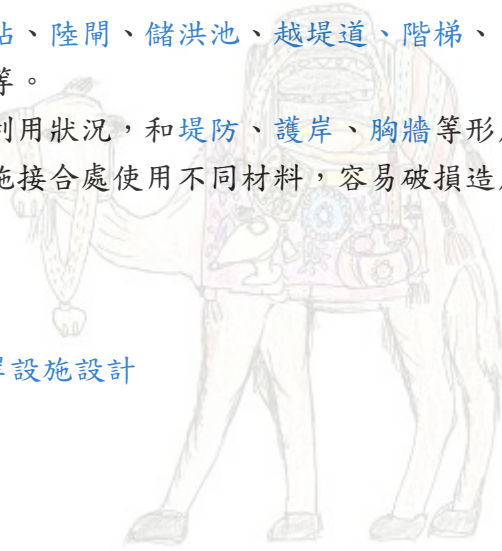 站、陸閘、儲洪池、越堤道、階梯、
等。
利用狀況，和堤防、護岸、胸牆等形
施接合處使用不同材料，容易破損造
設施設計